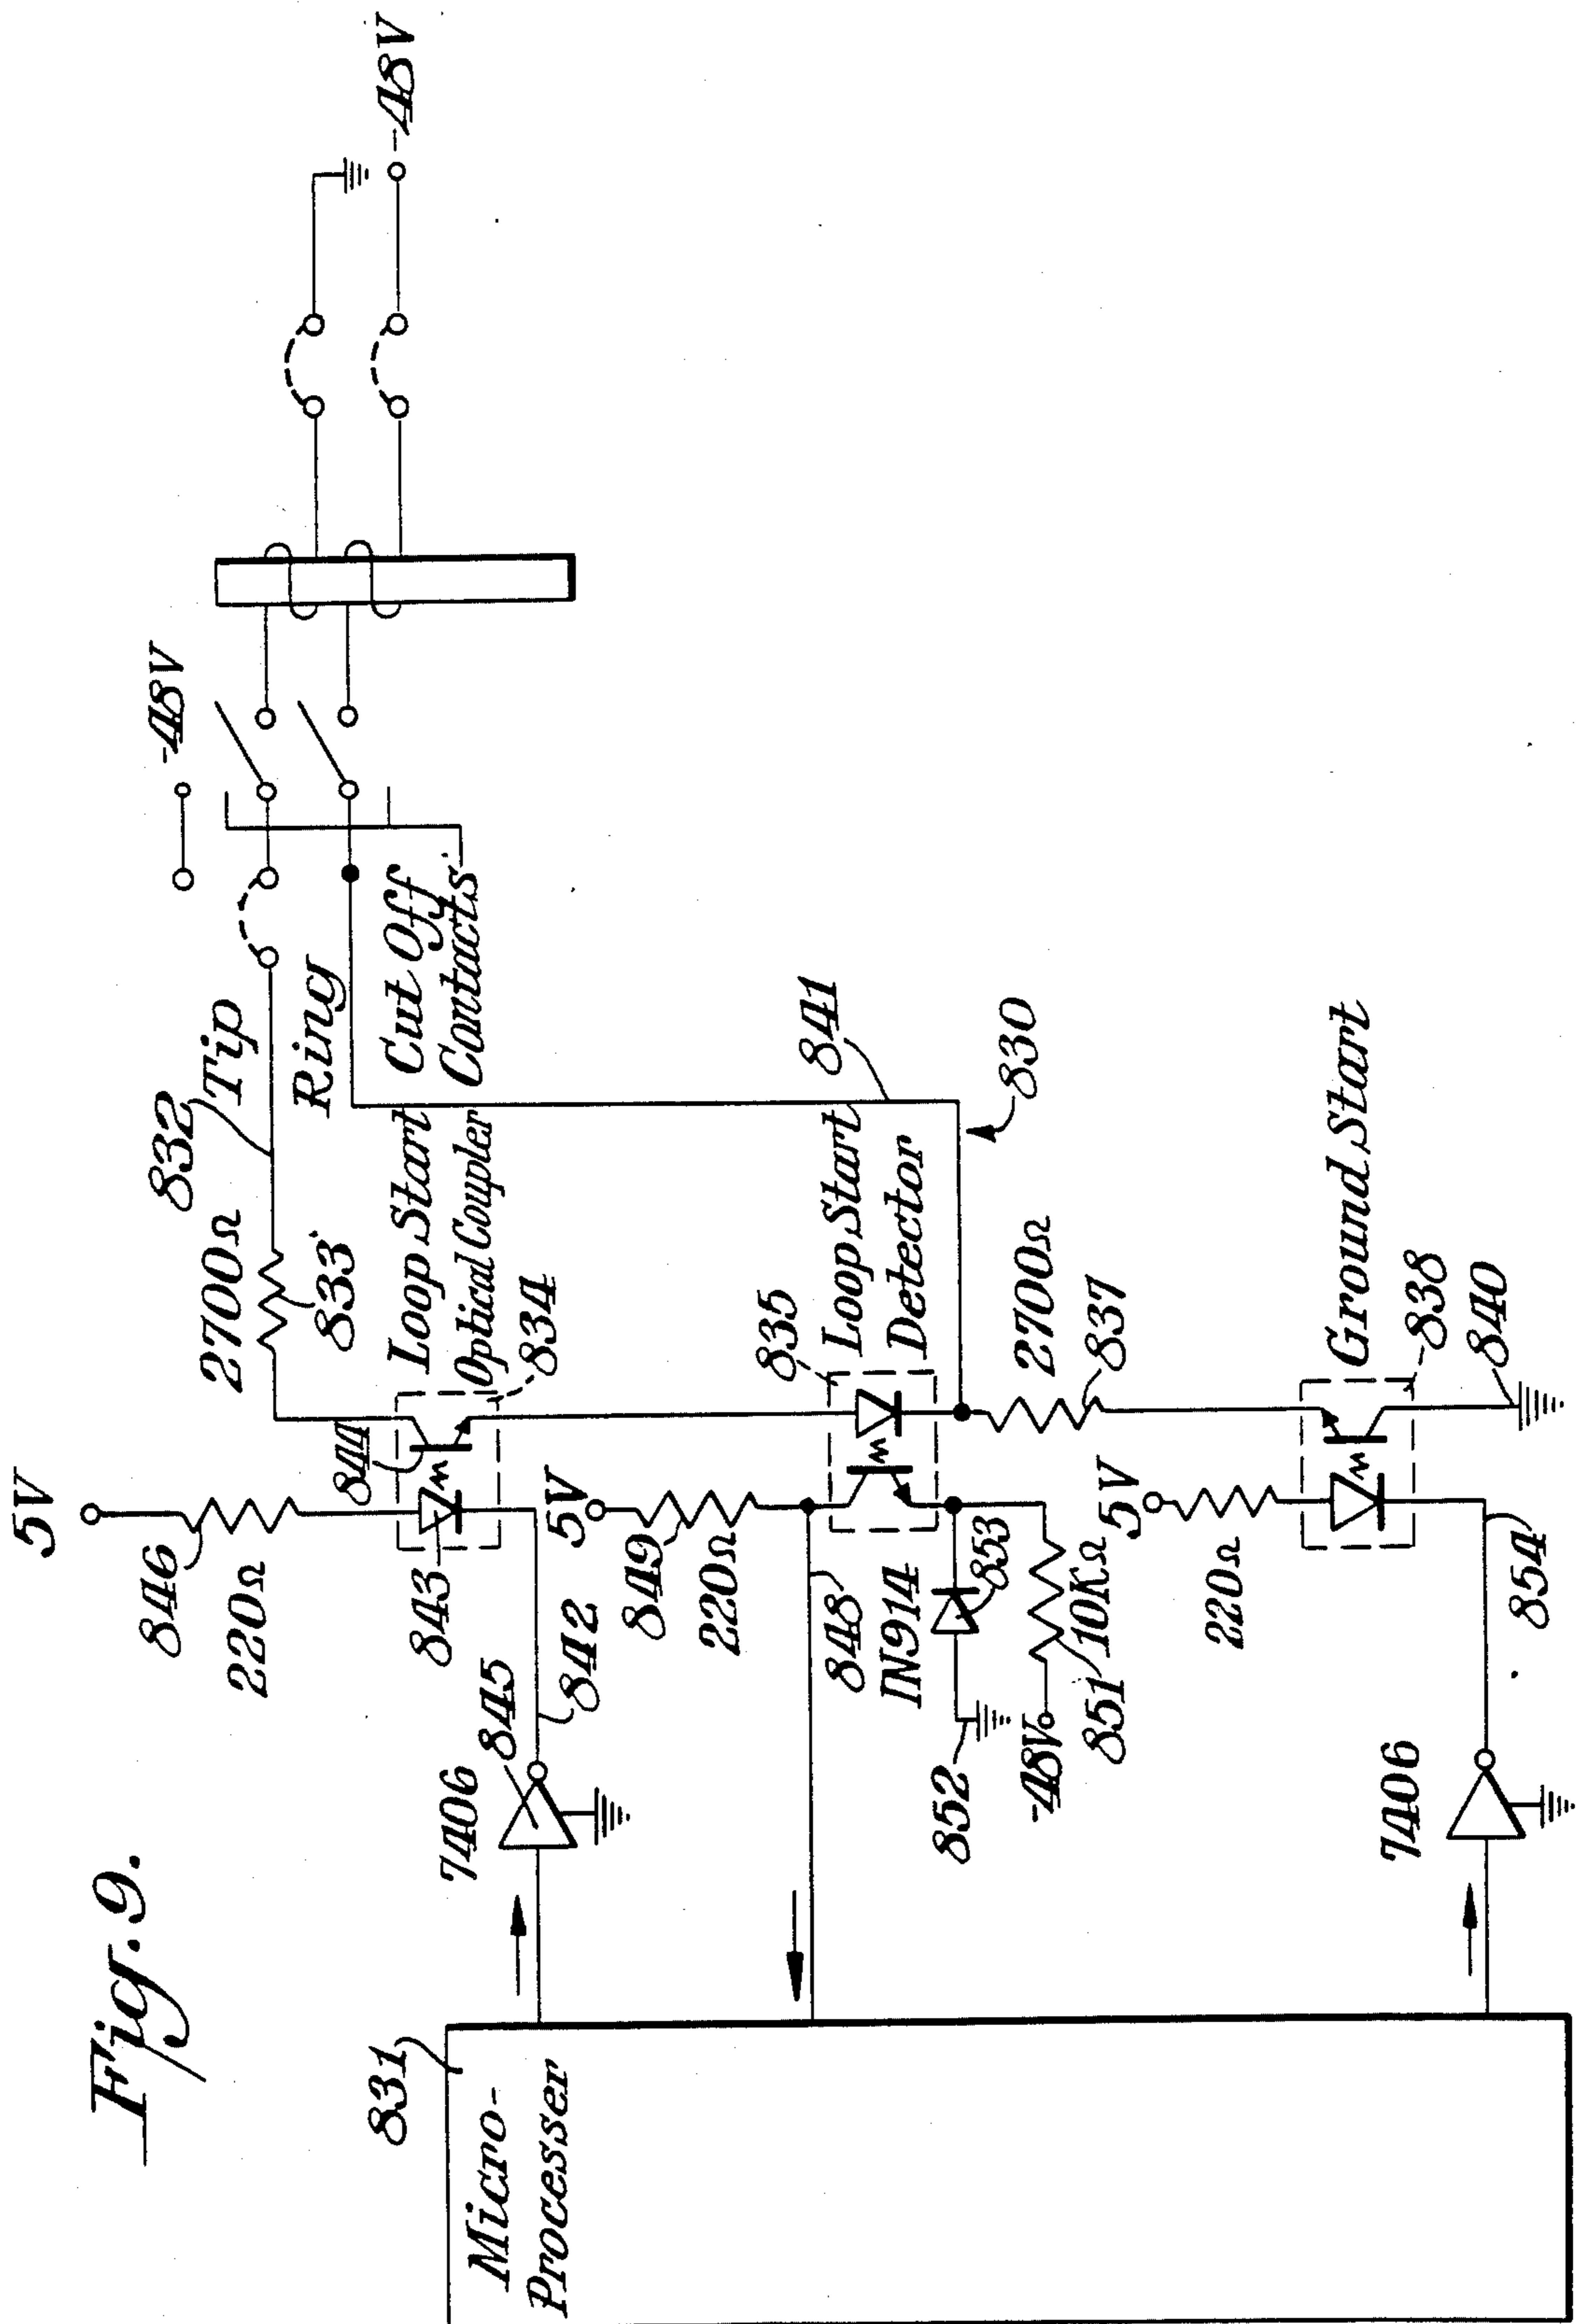 Fig. 9.
5V
846
220Ω
832
Tip
2700Ω
833
-48V
-48V
Ring
Cut Off
Contacts
844
Loop Start
Optical Coupler
834
831
Micro-
Processer
7406
845
842
843
5V
849
220Ω
848
835
Loop Start
Detector
841
830
IN914
853
852
-48V
851
10KΩ
2700Ω
837
5V
220Ω
Ground Start
838
840
7406
854